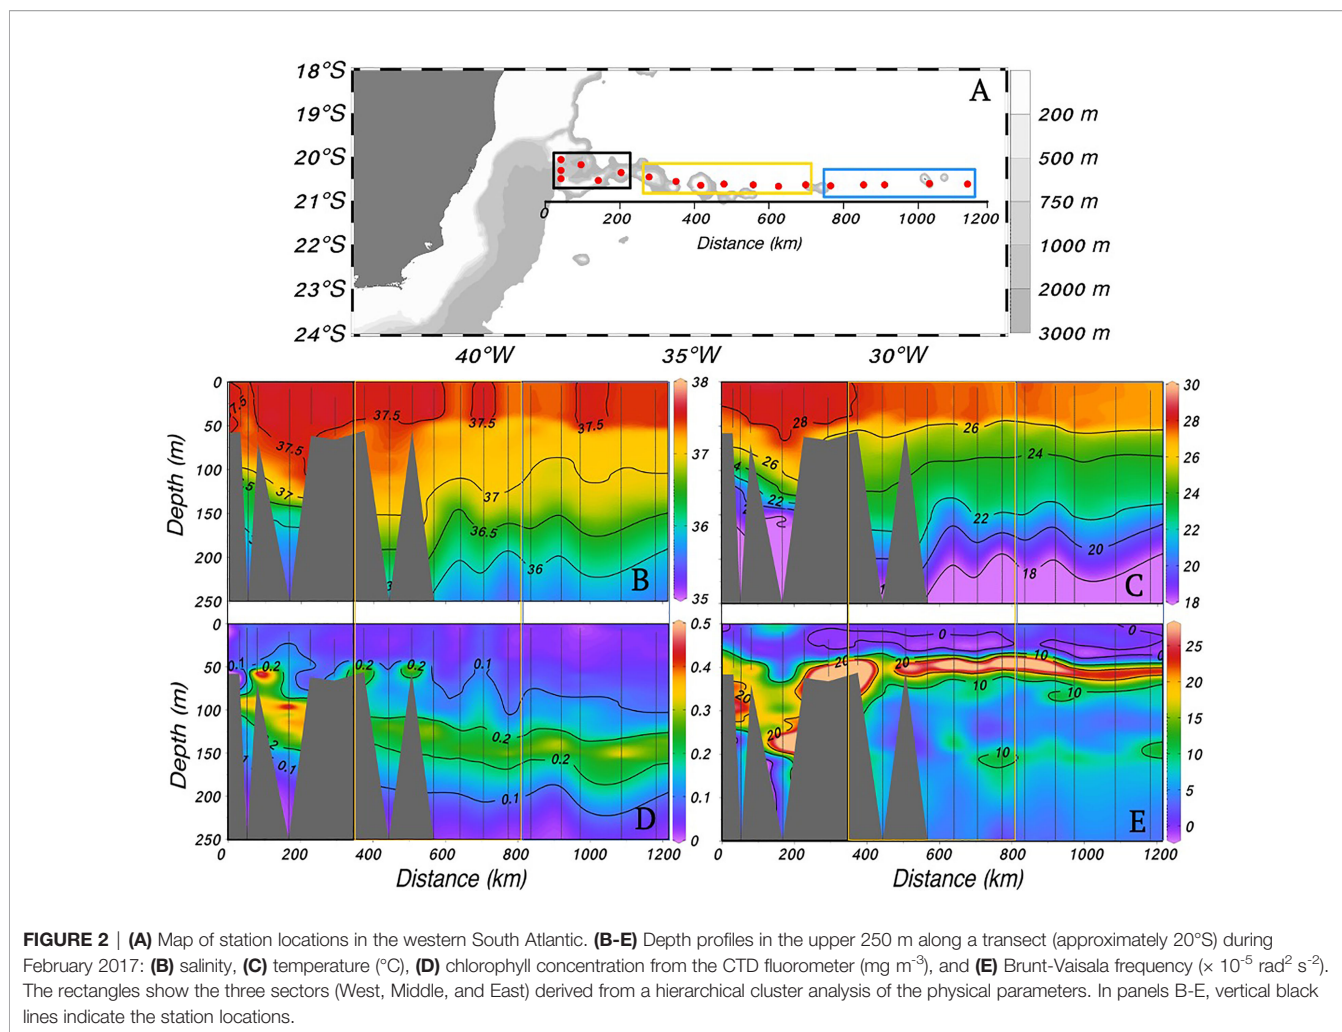 18°S
19°S
20°S
21°S
22°S
23°S
24°S
A
0 200 400 600 800 1000 1200
Distance (km)
200 m
500 m
750 m
1000 m
2000 m
3000 m
40°W 35°W 30°W
Depth (m)
0
50
100
150
200
250
37.5
37.5
37.5
37.5
37.5
37
37
36.5
36
B
38
37
36
35
28
26
26
24
22
22
20
18
C
30
28
26
24
22
20
18
Depth (m)
0
50
100
150
200
250
0.1
0.2
0.2
0.1
0.2
0.2
0.1
0.1
D
0 200 400 600 800 1000 1200
Distance (km)
0.5
0.4
0.3
0.2
0.1
0
0
0
20
20
10
10
10
20
20
10
E
0 200 400 600 800 1000 1200
Distance (km)
25
20
15
10
5
0
FIGURE 2 | (A) Map of station locations in the western South Atlantic. (B-E) Depth profiles in the upper 250 m along a transect (approximately 20°S) during
February 2017: (B) salinity, (C) temperature (°C), (D) chlorophyll concentration from the CTD fluorometer (mg m-3), and (E) Brunt-Vaisala frequency (× 10-5 rad2 s-2).
The rectangles show the three sectors (West, Middle, and East) derived from a hierarchical cluster analysis of the physical parameters. In panels B-E, vertical black
lines indicate the station locations.